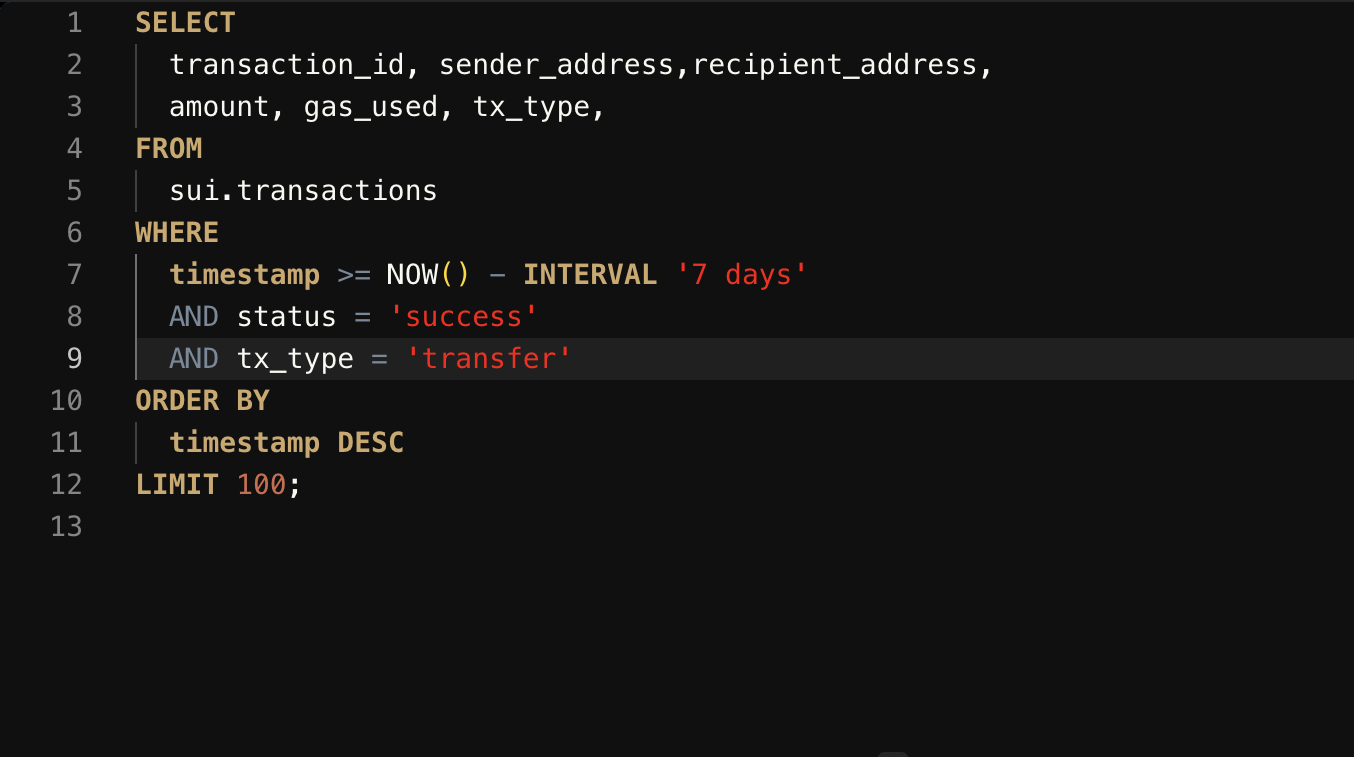 1 SELECT
2 transaction_id, sender_address,recipient_address,
3 amount, gas_used, tx_type,
4 FROM
5 sui.transactions
6 WHERE
7 timestamp >= NOW() - INTERVAL '7 days'
8 AND status = 'success'
9 AND tx_type = 'transfer'
10 ORDER BY
11 timestamp DESC
12 LIMIT 100;
13